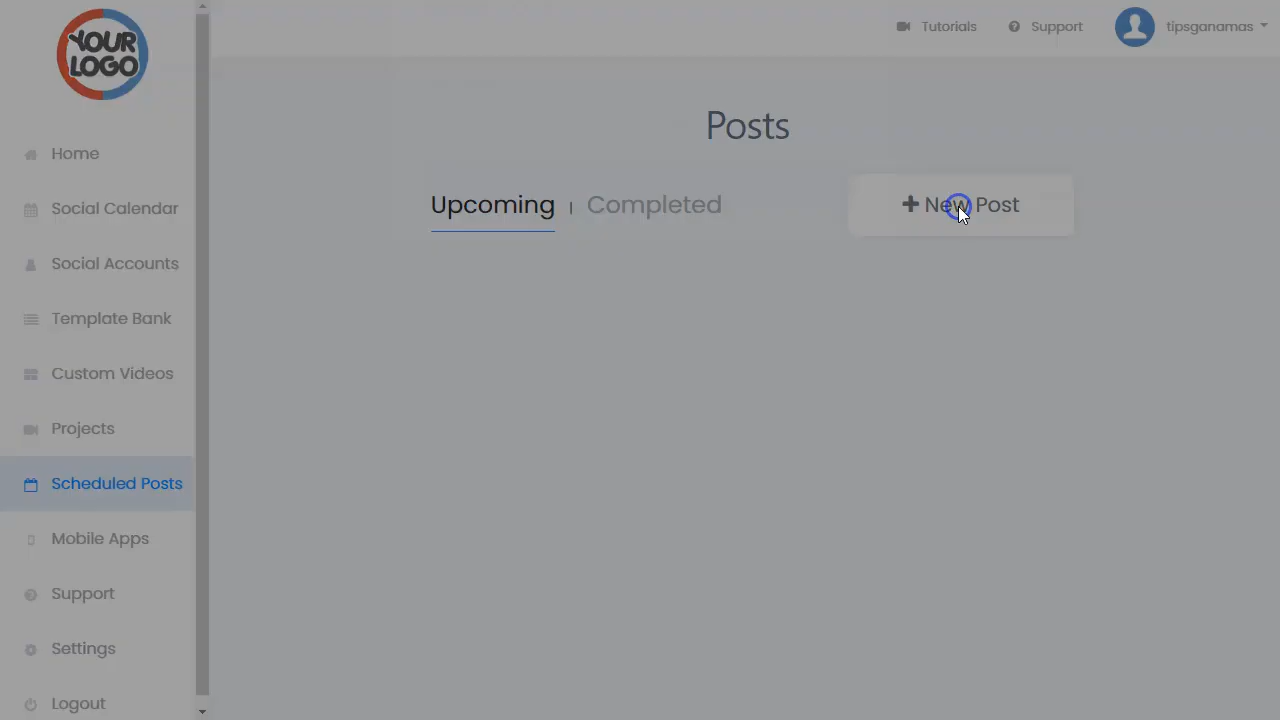 YOUR
LOGO
Tutorials
Support
tipsganamas
Home
Social Calendar
Social Accounts
Template Bank
Custom Videos
Projects
Scheduled Posts
Mobile Apps
Support
Settings
Logout
Posts
Upcoming | Completed
+ New Post